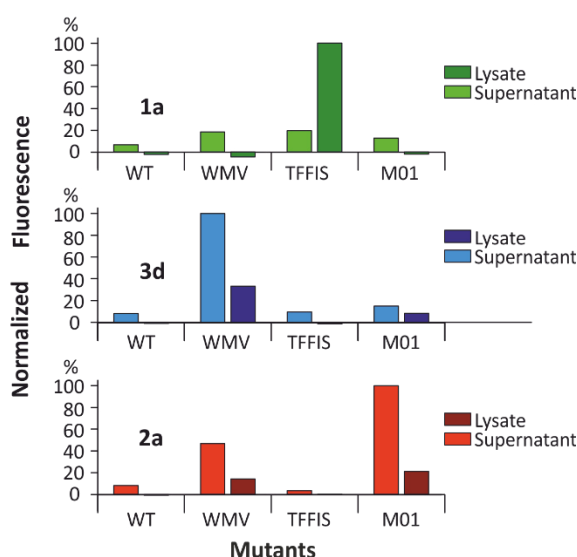 %
100
80
60
40
20
0
1a
WT
WMV
TFFIS
M01
Lysate
Supernatant
%
100
80
60
40
20
0
3d
WT
WMV
TFFIS
M01
Lysate
Supernatant
%
100
80
60
40
20
0
2a
WT
WMV
TFFIS
M01
Lysate
Supernatant
Normalized Fluorescence
Mutants